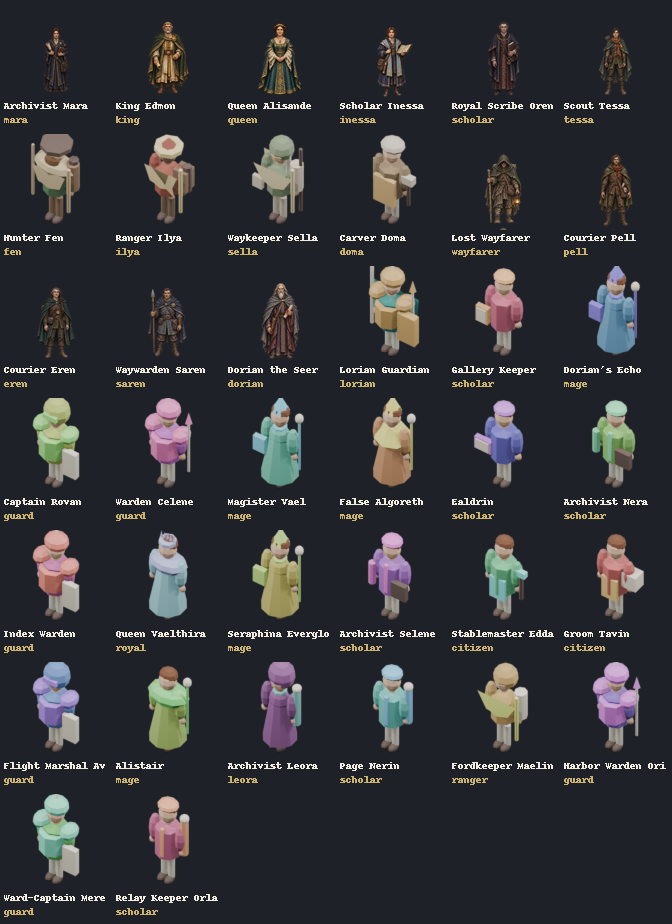 Archivist Mara King Edmon Queen Alisande Scholar Inessa Royal Scribe Oren Scout Tessa
mara king queen inessa scholar tessa
Hunter Fen Ranger Ilya Waykeeper Sella Carver Doma Lost Wayfarer Courier Pell
fen ilya sella doma wayfarer pell
Courier Eren Waywarden Saren Dorian the Seer Lorian Guardian Gallery Keeper Dorian's Echo
eren saren dorian lorian scholar mage
Captain Rovan Warden Celene Magister Vael False Algoreth Ealdrin Archivist Nera
guard guard mage mage scholar scholar
Index Warden Queen Vaelthira Seraphina Everglo Archivist Selene Stablemaster Edda Groom Tavin
guard royal mage scholar citizen citizen
Flight Marshal Av Alistair Archivist Leora Page Nerin Fordkeeper Maelin Harbor Warden Ori
guard mage leora scholar ranger guard
Ward-Captain Mere Relay Keeper Orla
guard scholar